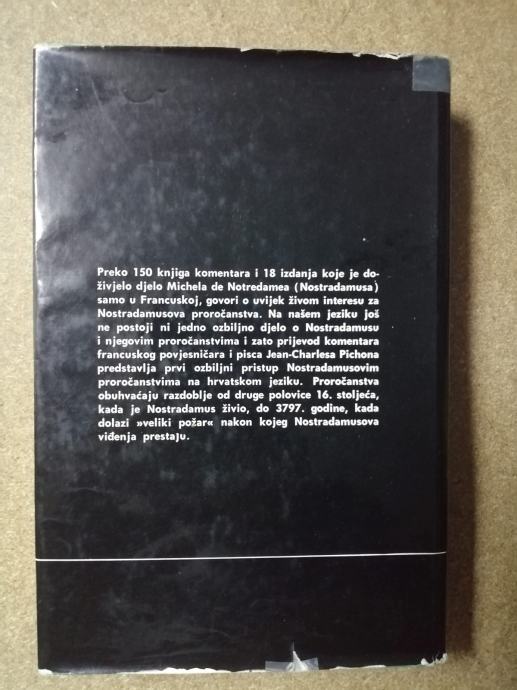 Preko 150 knjiga komentara i 18 izdanja koje je do-
živjelo djelo Michela de Notredamea (Nostradamusa)
samo u Francuskoj, govori o uvijek živom interesu za
Nostradamusova proročanstva. Na našem jeziku još
ne postoji ni jedno ozbiljno djelo o Nostradamusu
i njegovim proročanstvima i zato prijevod komentara
francuskog povjesničara i pisca Jean-Charlesa Pichona
predstavlja prvi ozbiljni pristup Nostradamusovim
proročanstvima na hrvatskom jeziku. Proročanstva
obuhvaćaju razdoblje od druge polovice 16. stoljeća,
kada je Nostradamus živio, do 3797. godine, kada
dolazi »veliki požar« nakon kojeg Nostradamusova
viđenja prestaju.